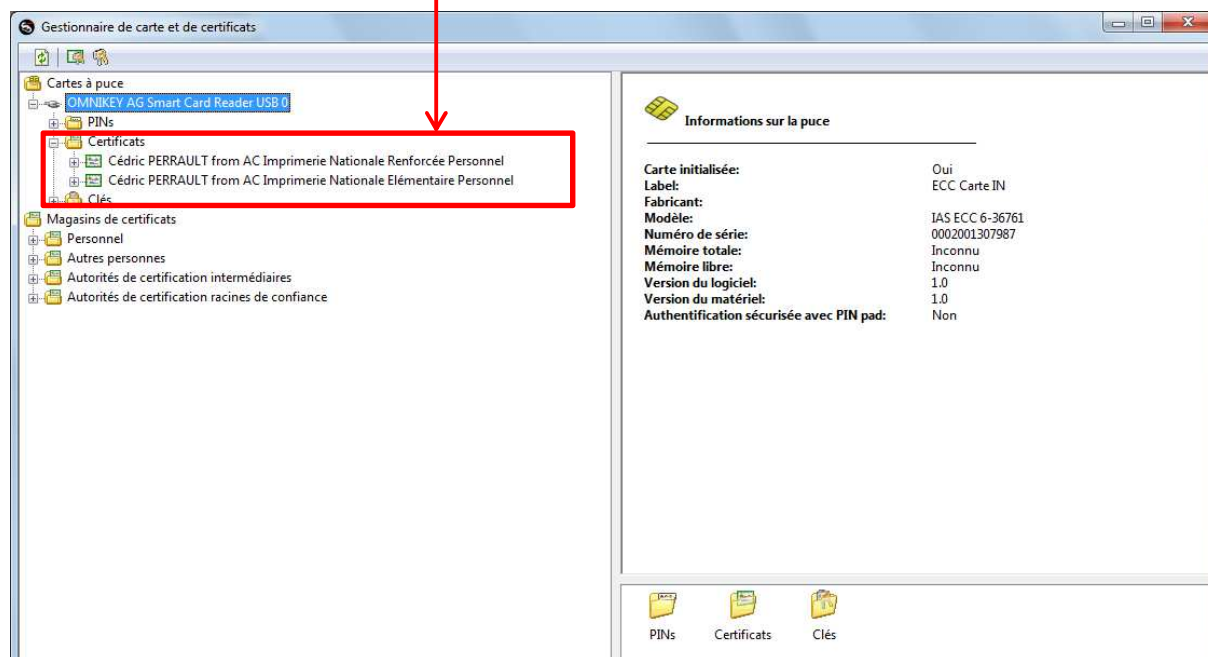 Gestionnaire de carte et de certificats
Cartes à puce
OMNIKEY AG Smart Card Reader USB 0
PINs
Certificats
Cédric PERRAULT from AC Imprimerie Nationale Renforcée Personnel
Cédric PERRAULT from AC Imprimerie Nationale Elémentaire Personnel
Clés
Magasins de certificats
Personnel
Autres personnes
Autorités de certification intermédiaires
Autorités de certification racines de confiance
Informations sur la puce
Carte initialisée: Oui
Label: ECC Carte IN
Fabricant:
Modèle: IAS ECC 6-36761
Numéro de série: 0002001307987
Mémoire totale: Inconnu
Mémoire libre: Inconnu
Version du logiciel: 1.0
Version du matériel: 1.0
Authentification sécurisée avec PIN pad: Non
PINs Certificats Clés